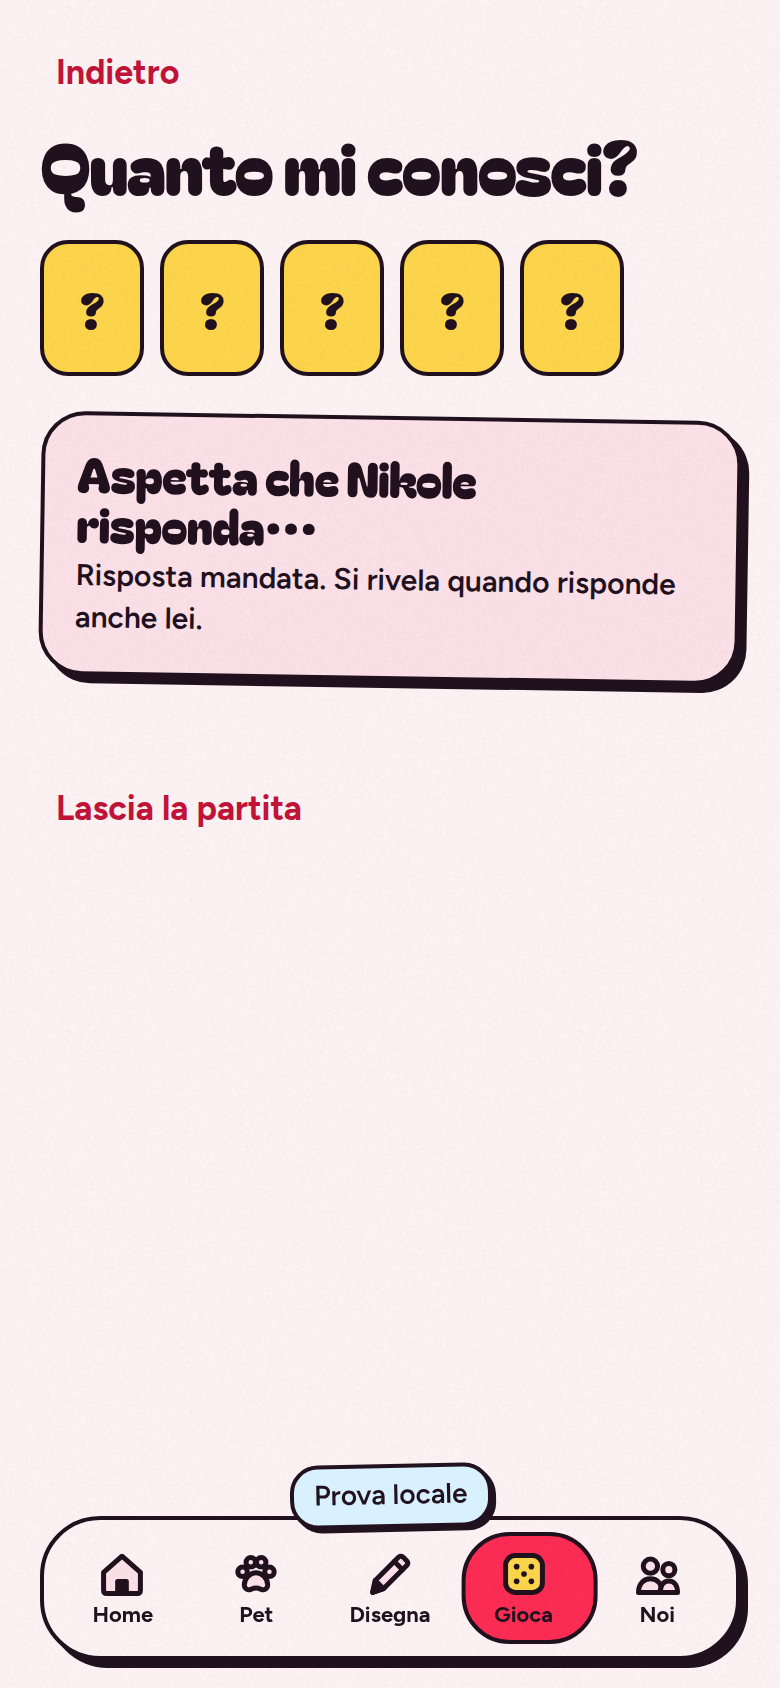 Indietro
Quanto mi conosci?
? ? ? ? ?
Aspetta che Nikole
risponda···
Risposta mandata. Si rivela quando risponde
anche lei.
Lascia la partita
Prova locale
Home Pet Disegna Gioca Noi